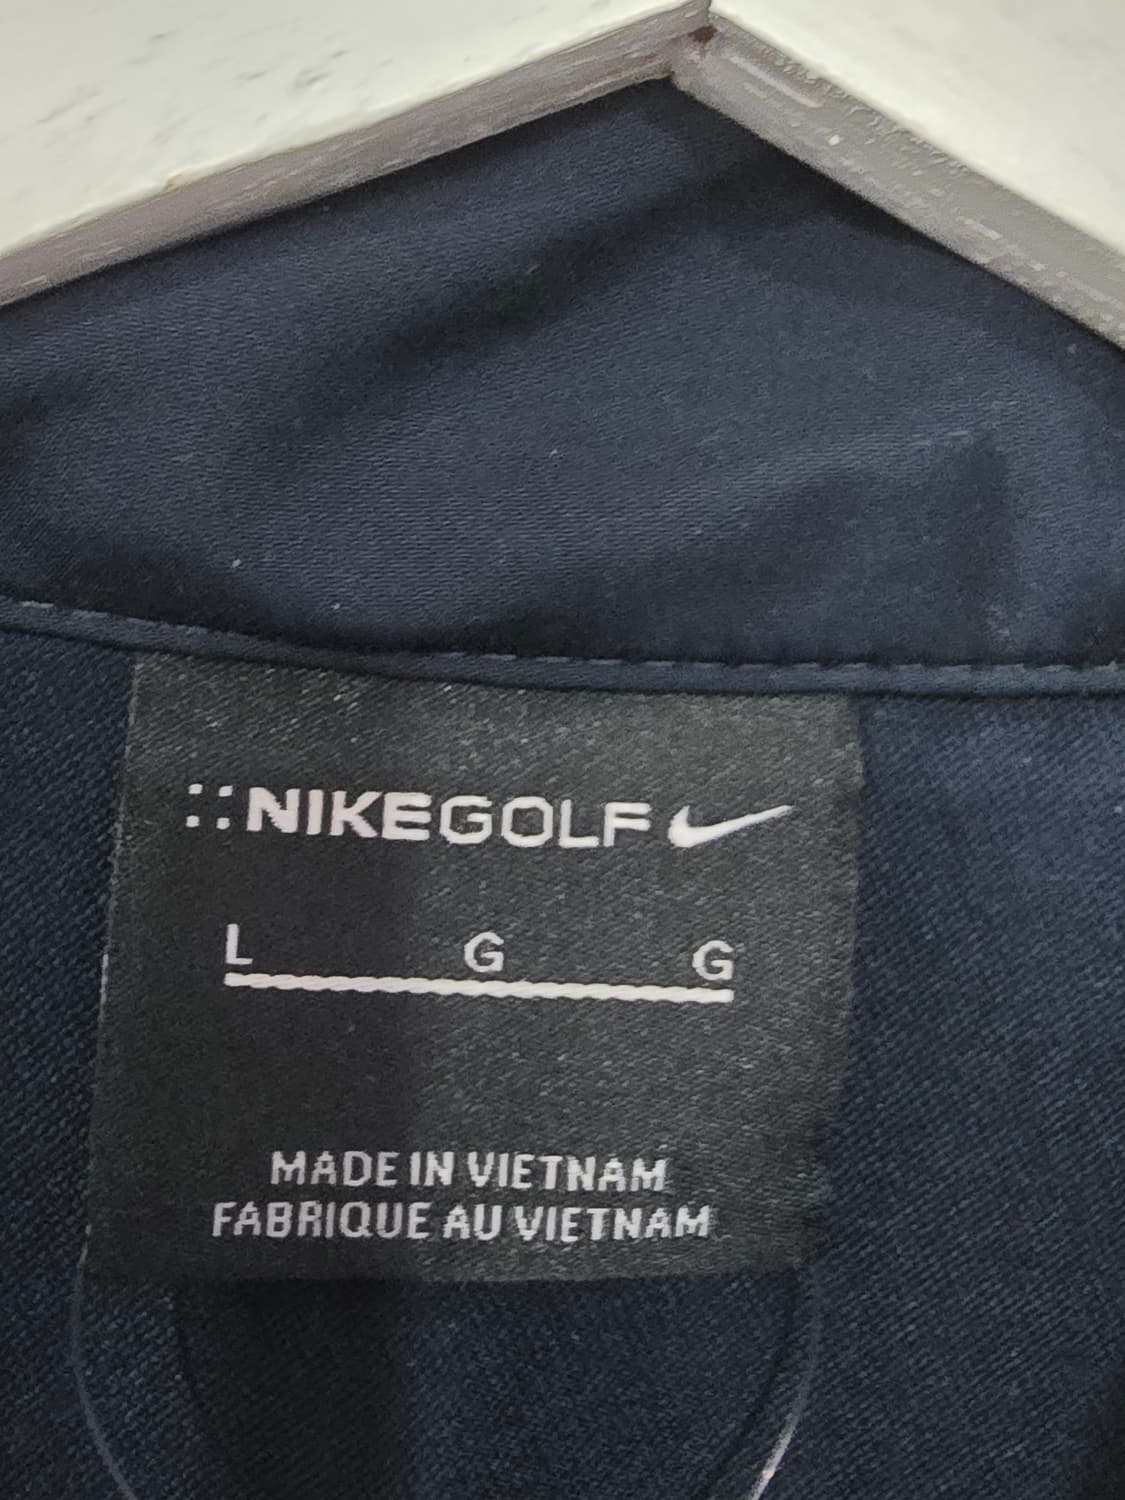 ::NIKEGOLF
L G G
MADE IN VIETNAM
FABRIQUE AU VIETNAM